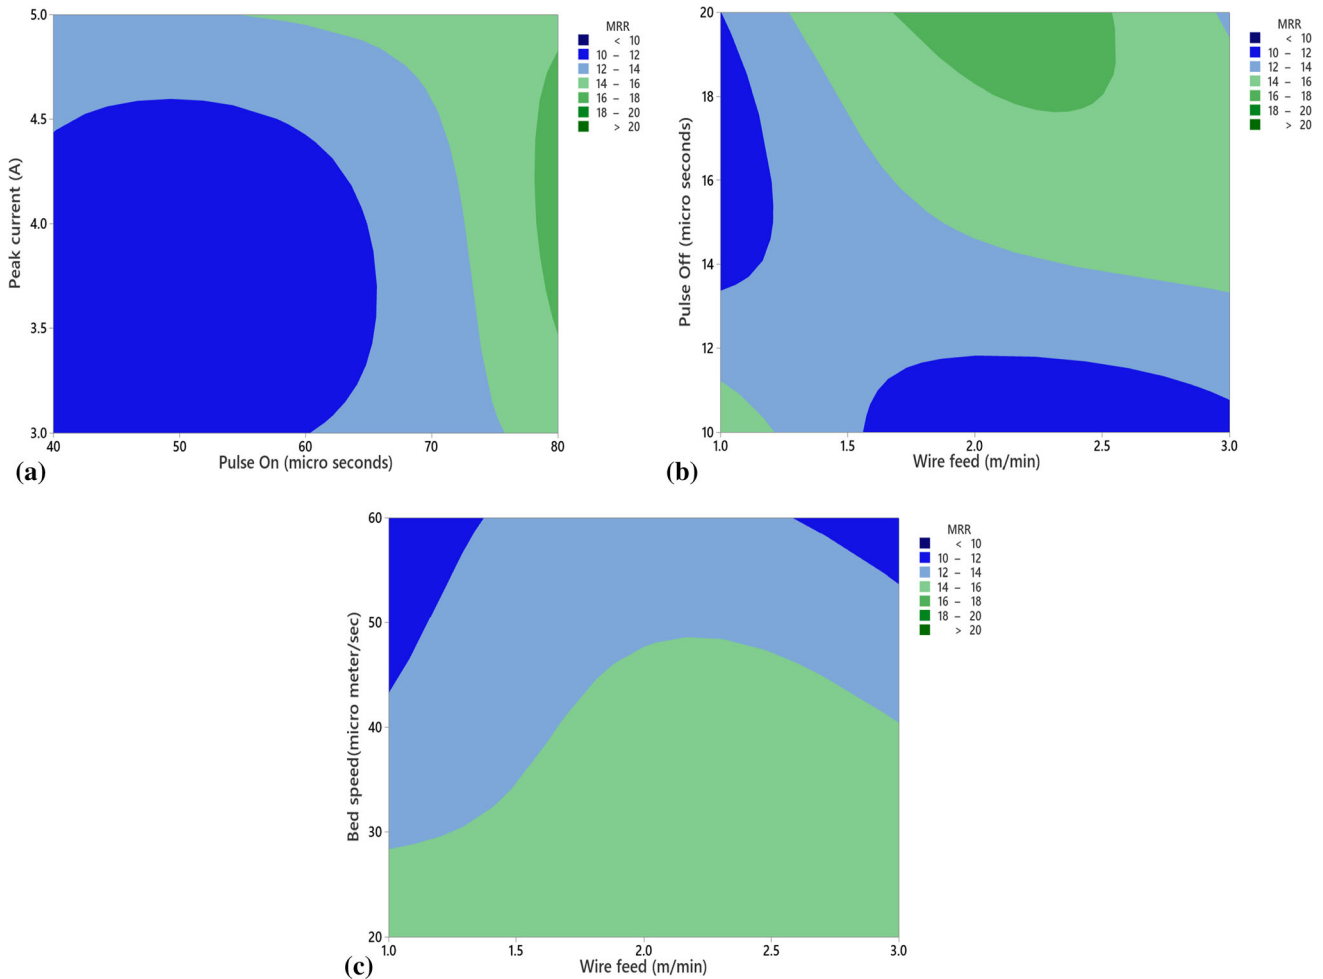 MRR
< 10
10 – 12
12 – 14
14 – 16
16 – 18
18 – 20
> 20
5.0
4.5
4.0
3.5
3.0
Peak current (A)
40 50 60 70 80
Pulse On (micro seconds)
(a)
MRR
< 10
10 – 12
12 – 14
14 – 16
16 – 18
18 – 20
> 20
20
18
16
14
12
10
Pulse Off (micro seconds)
1.0 1.5 2.0 2.5 3.0
Wire feed (m/min)
(b)
MRR
< 10
10 – 12
12 – 14
14 – 16
16 – 18
18 – 20
> 20
60
50
40
30
20
Bed speed(micro meter/sec)
1.0 1.5 2.0 2.5 3.0
Wire feed (m/min)
(c)